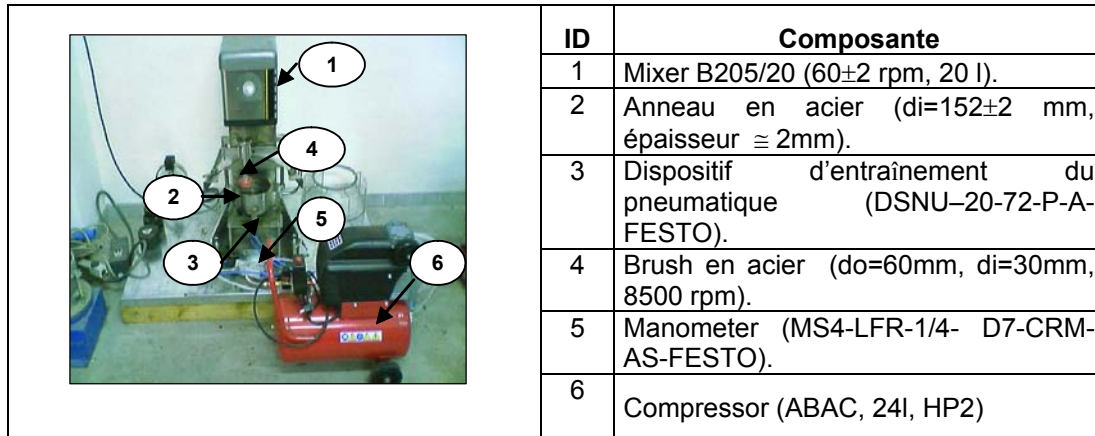 1
4
2
5
3
6
ID Composante
1 Mixer B205/20 (60±2 rpm, 20 l).
2 Anneau en acier (di=152±2 mm,
épaisseur ≅ 2mm).
3 Dispositif d'entraînement du
pneumatique (DSNU–20-72-P-A-
FESTO).
4 Brush en acier (do=60mm, di=30mm,
8500 rpm).
5 Manometer (MS4-LFR-1/4- D7-CRM-
AS-FESTO).
6 Compressor (ABAC, 24l, HP2)